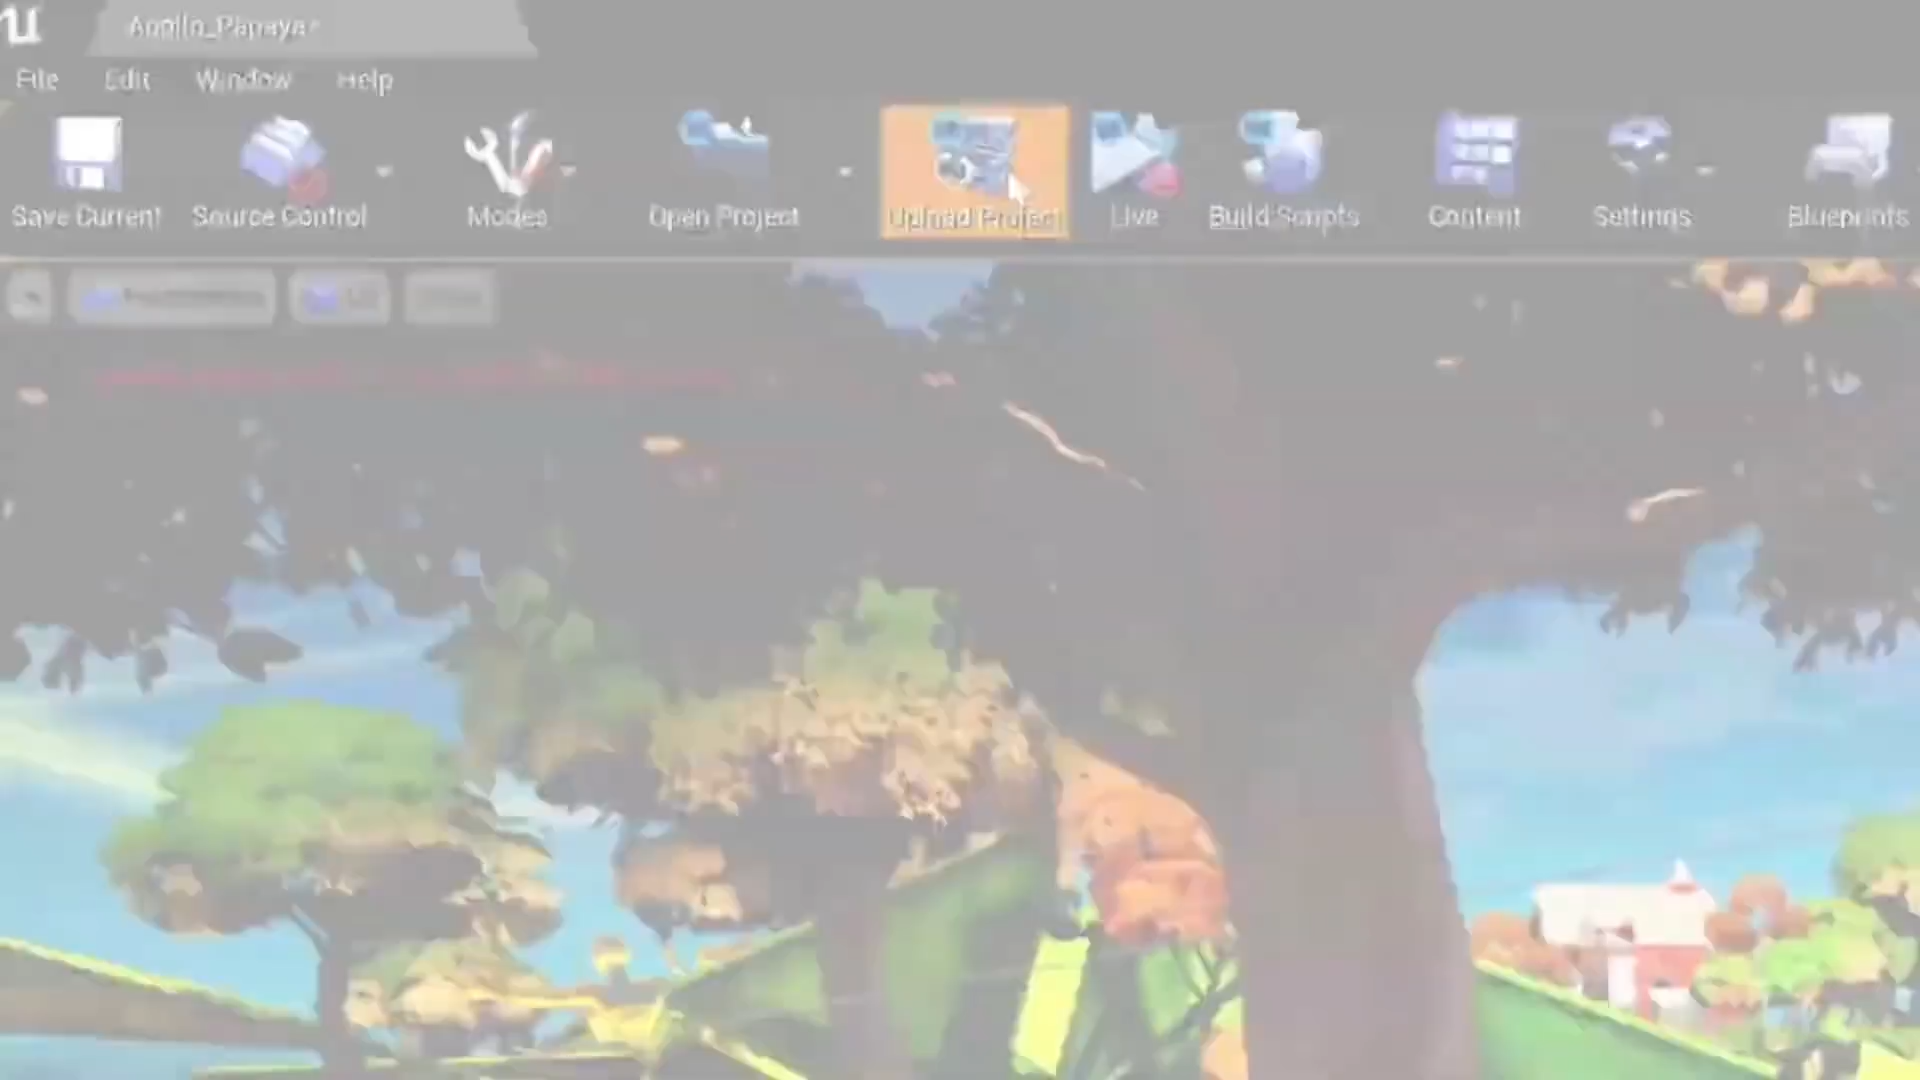 Apollo_Papaya*
File Edit Window Help
Save Current Source Control Modes Open Project Upload Project Live Build Scripts Content Settings Blueprints